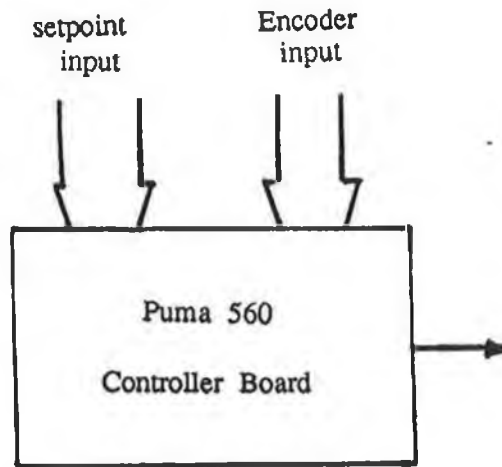 setpoint
input
Encoder
input
Puma 560
Controller Board